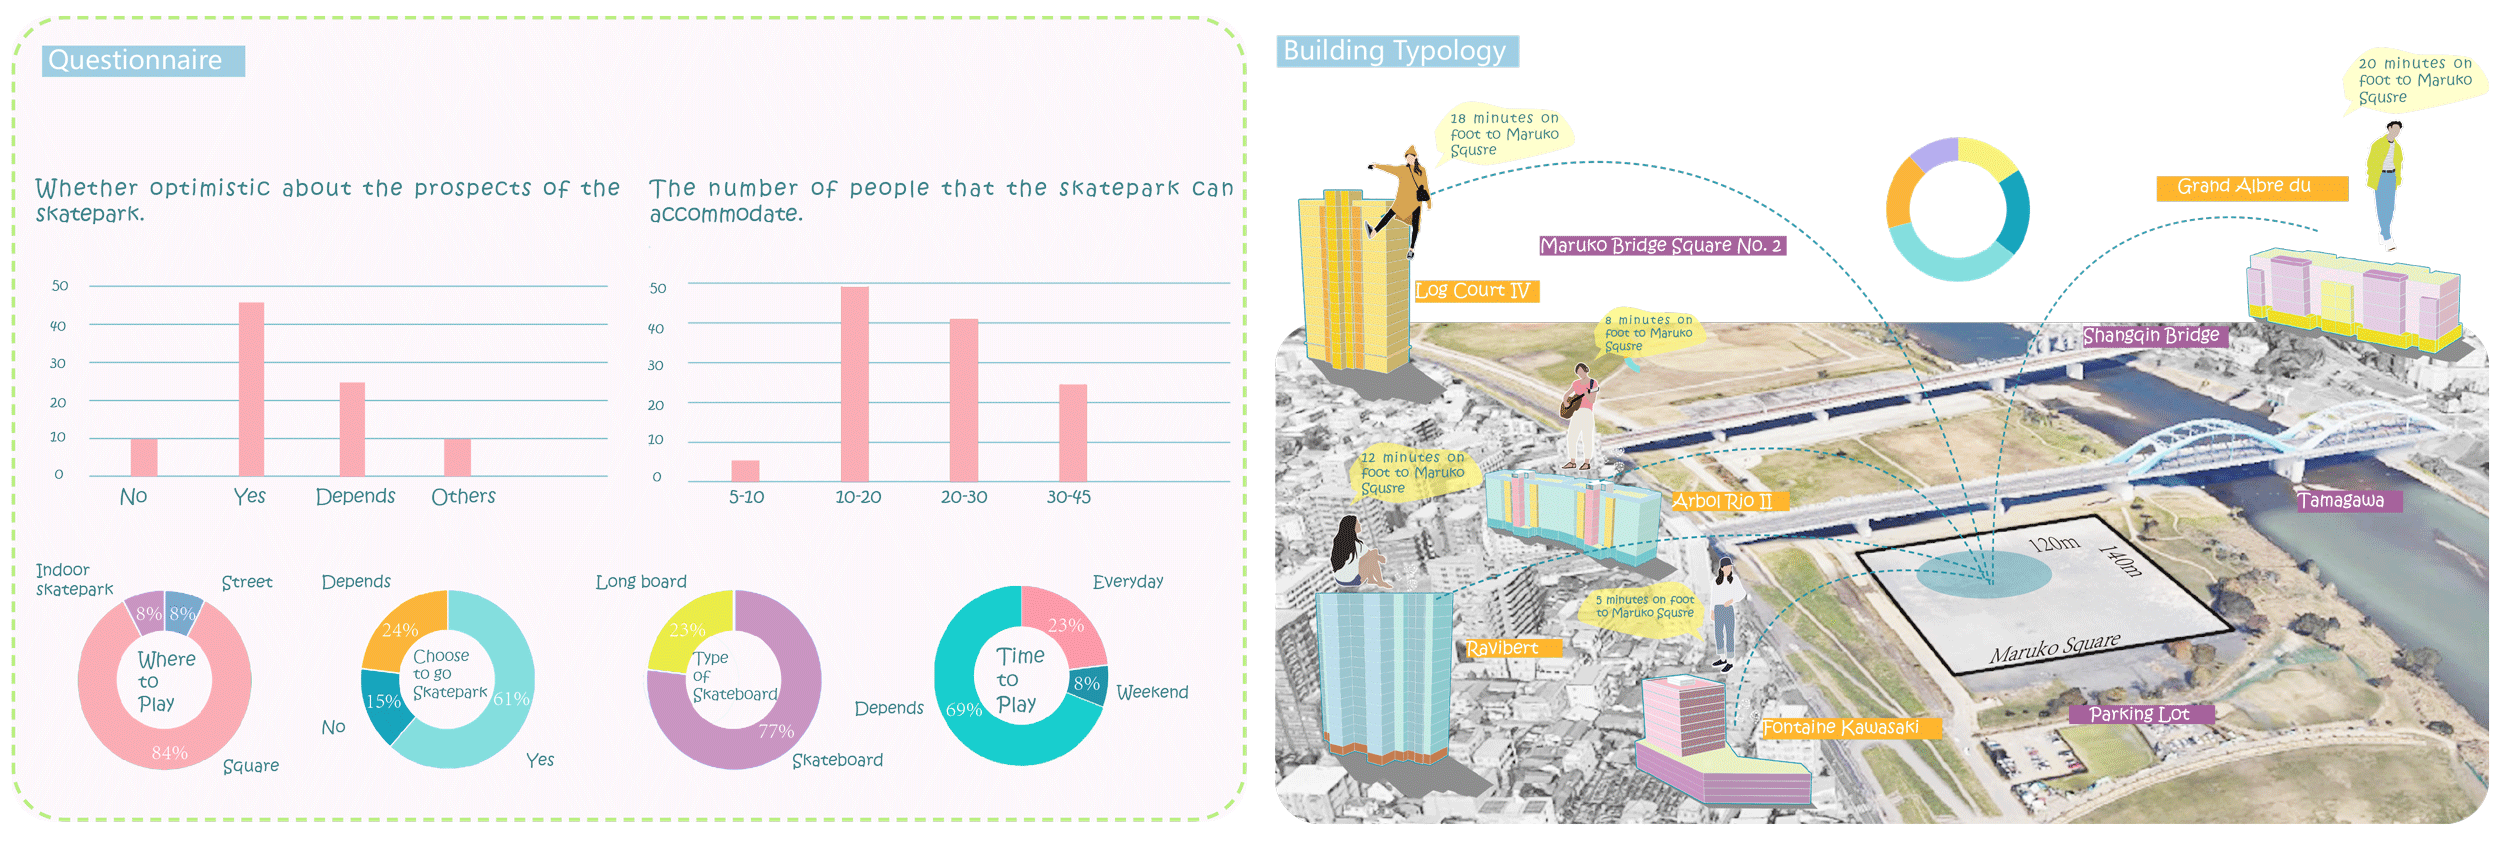 Questionnaire
Whether optimistic about the prospects of the
skatepark.
50
40
30
20
10
0
No
Yes
Depends
Others
The number of people that the skatepark can
accommodate.
50
40
30
20
10
0
5-10
10-20
20-30
30-45
Indoor
skatepark
Street
8%
8%
Where
to
Play
84%
Square
Depends
24%
Choose
to go
Skatepark
15%
61%
No
Yes
Long board
23%
Type
of
Skateboard
77%
Skateboard
Everyday
23%
Time
to
Play
8%
Weekend
Depends
69%
Building Typology
18 minutes on
foot to Maruko
Squsre
20 minutes on
foot to Maruko
Squsre
Grand Albre du
Maruko Bridge Square No. 2
Log Court IV
8 minutes on
foot to Maruko
Squsre
Shangqin Bridge
12 minutes on
foot to Maruko
Squsre
Arbol Rio II
Tamagawa
120m
140m
5 minutes on foot
to Maruko Squsre
Ravibert
Maruko Square
Parking Lot
Fontaine Kawasaki